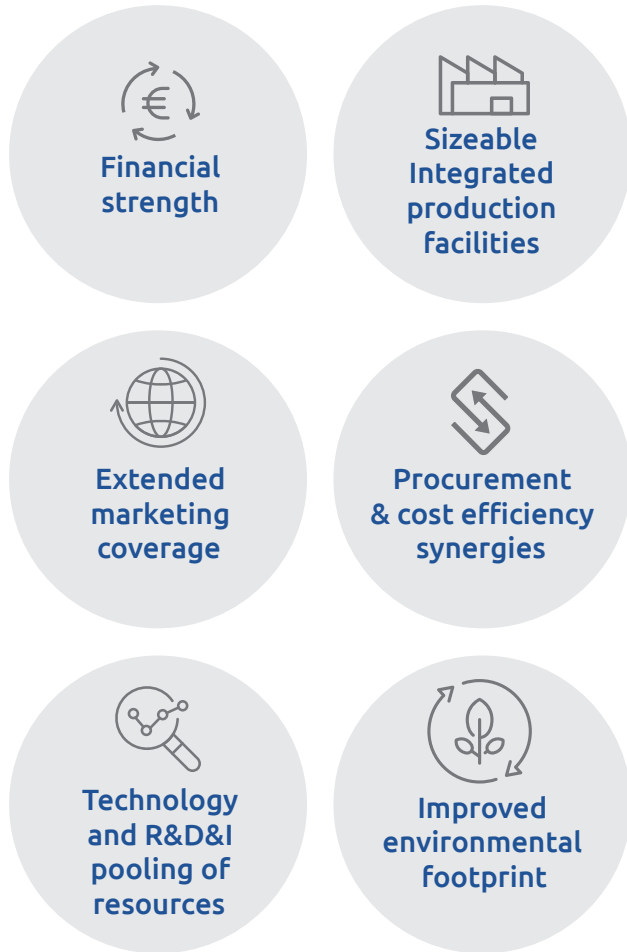 €
Financial
strength
Sizeable
Integrated
production
facilities
Extended
marketing
coverage
Procurement
& cost efficiency
synergies
Technology
and R&D&I
pooling of
resources
Improved
environmental
footprint